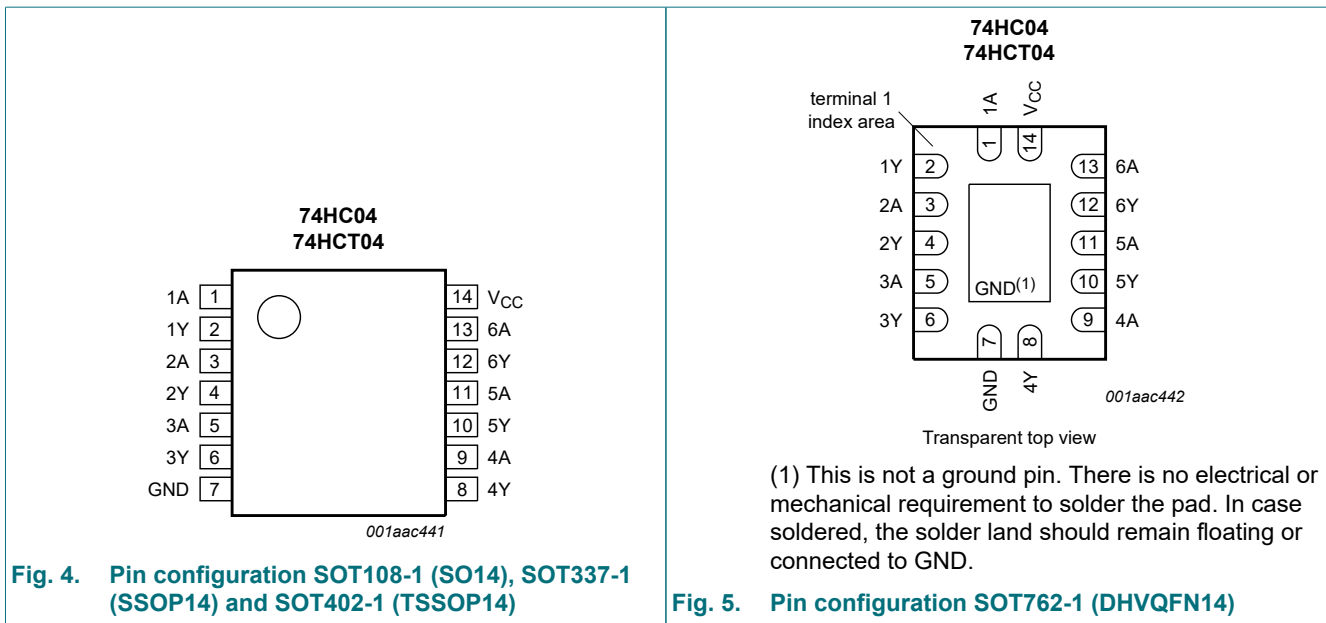 74HC04
74HCT04
1A 1
1Y 2
2A 3
2Y 4
3A 5
3Y 6
GND 7
14 VCC
13 6A
12 6Y
11 5A
10 5Y
9 4A
8 4Y
001aac441
Fig. 4. Pin configuration SOT108-1 (SO14), SOT337-1
(SSOP14) and SOT402-1 (TSSOP14)
74HC04
74HCT04
terminal 1
index area
1A
VCC
1
14
1Y 2
2A 3
2Y 4
3A 5
3Y 6
13 6A
12 6Y
11 5A
10 5Y
9 4A
GND(1)
7
8
GND
4Y
001aac442
Transparent top view
(1) This is not a ground pin. There is no electrical or
mechanical requirement to solder the pad. In case
soldered, the solder land should remain floating or
connected to GND.
Fig. 5. Pin configuration SOT762-1 (DHVQFN14)